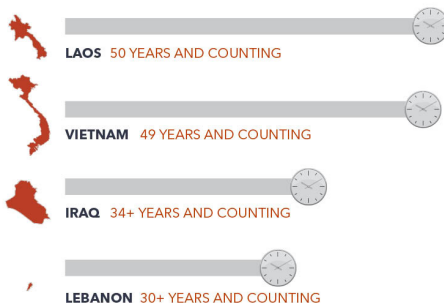 LAOS 50 YEARS AND COUNTING
VIETNAM 49 YEARS AND COUNTING
IRAQ 34+ YEARS AND COUNTING
LEBANON 30+ YEARS AND COUNTING